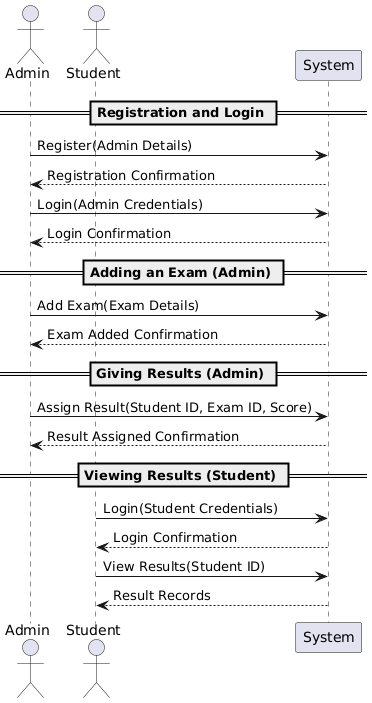 Admin Student System
Registration and Login
Register(Admin Details)
Registration Confirmation
Login(Admin Credentials)
Login Confirmation
Adding an Exam (Admin)
Add Exam(Exam Details)
Exam Added Confirmation
Giving Results (Admin)
Assign Result(Student ID, Exam ID, Score)
Result Assigned Confirmation
Viewing Results (Student)
Login(Student Credentials)
Login Confirmation
View Results(Student ID)
Result Records
Admin Student System